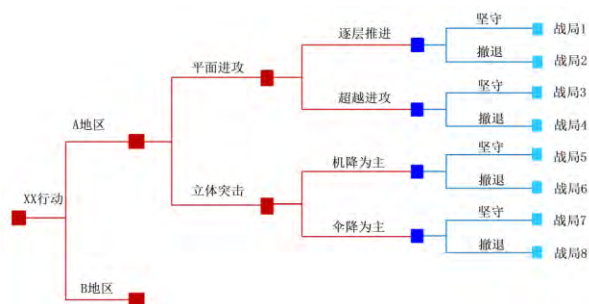 坚守
战局1
逐层推进
撤退
战局2
平面进攻
坚守
战局3
超越进攻
撤退
战局4
A地区
坚守
战局5
机降为主
撤退
战局6
立体突击
XX行动
坚守
战局7
伞降为主
撤退
战局8
B地区